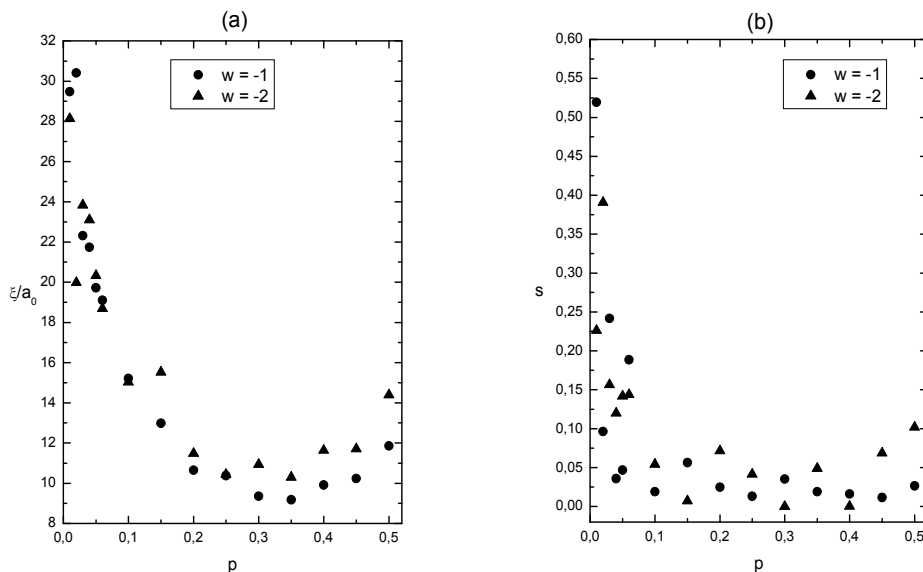 (a)
32
30
28
26
24
22
20
18
16
14
12
10
8
ξ/a0
0,0 0,1 0,2 0,3 0,4 0,5
p
w = -1
w = -2
(b)
0,60
0,55
0,50
0,45
0,40
0,35
0,30
0,25
0,20
0,15
0,10
0,05
0,00
s
0,0 0,1 0,2 0,3 0,4 0,5
p
w = -1
w = -2